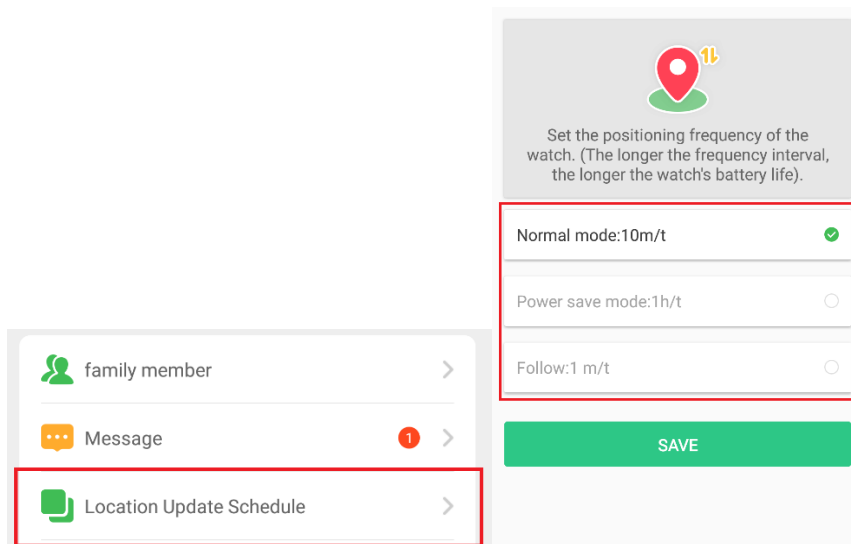 family member
Message
1
Location Update Schedule
Set the positioning frequency of the
watch. (The longer the frequency interval,
the longer the watch's battery life).
Normal mode:10m/t
Power save mode:1h/t
Follow:1 m/t
SAVE